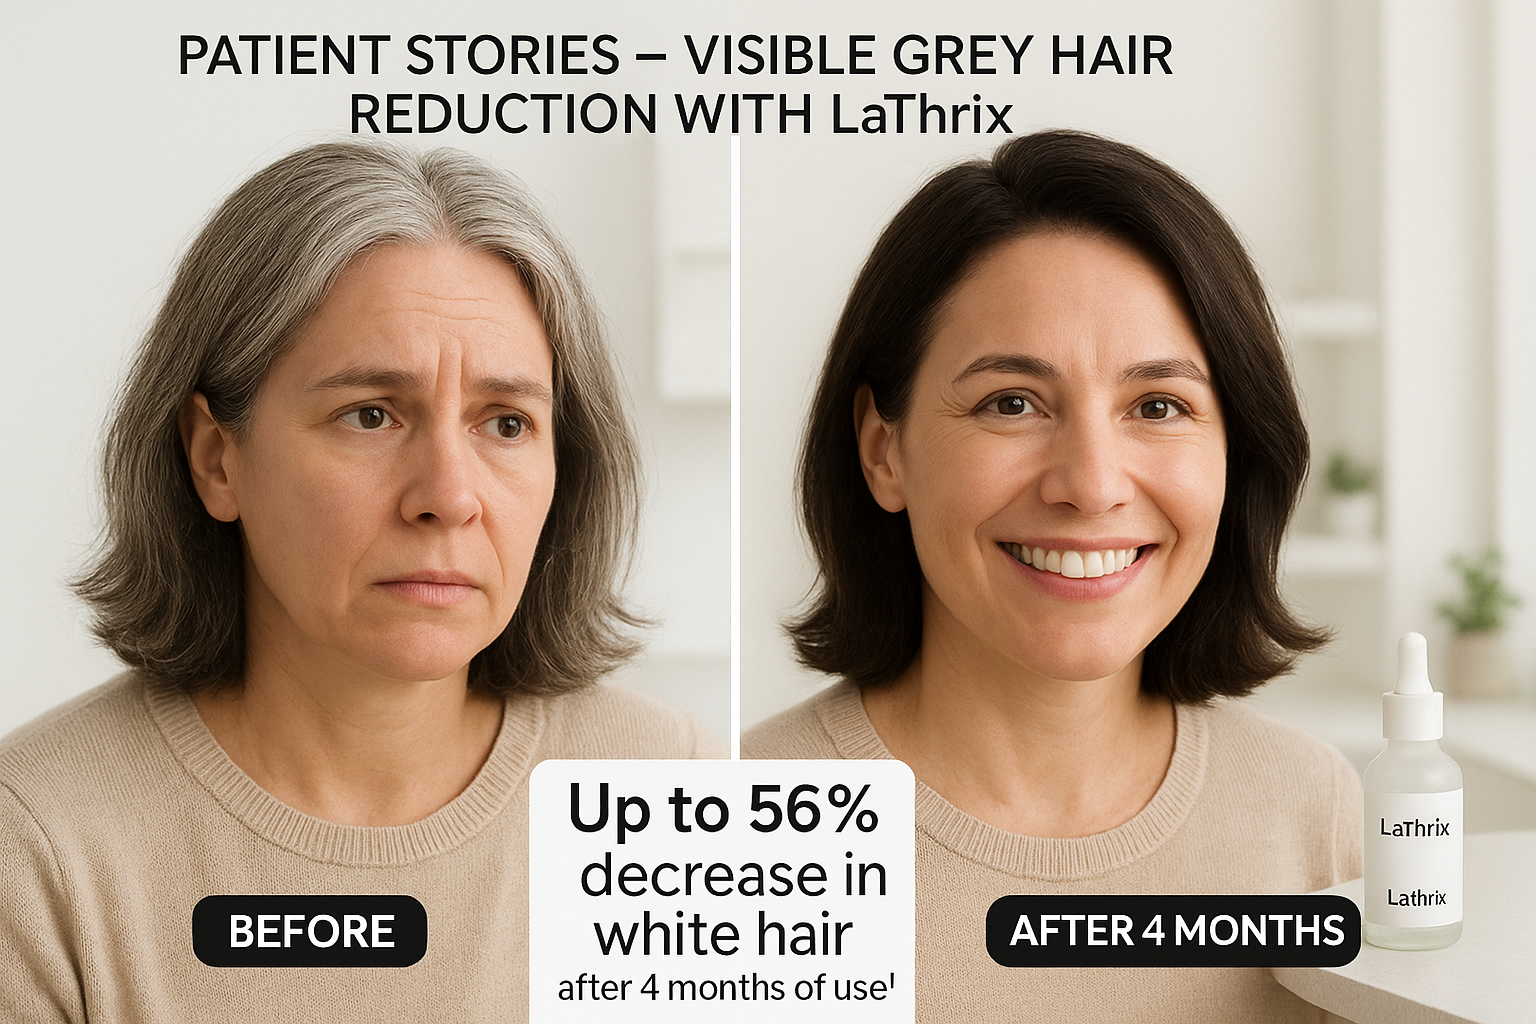 PATIENT STORIES – VISIBLE GREY HAIR
REDUCTION WITH LaThrix
BEFORE
Up to 56%
decrease in
white hair
after 4 months of use¹
AFTER 4 MONTHS
LaThrix
Lathrix